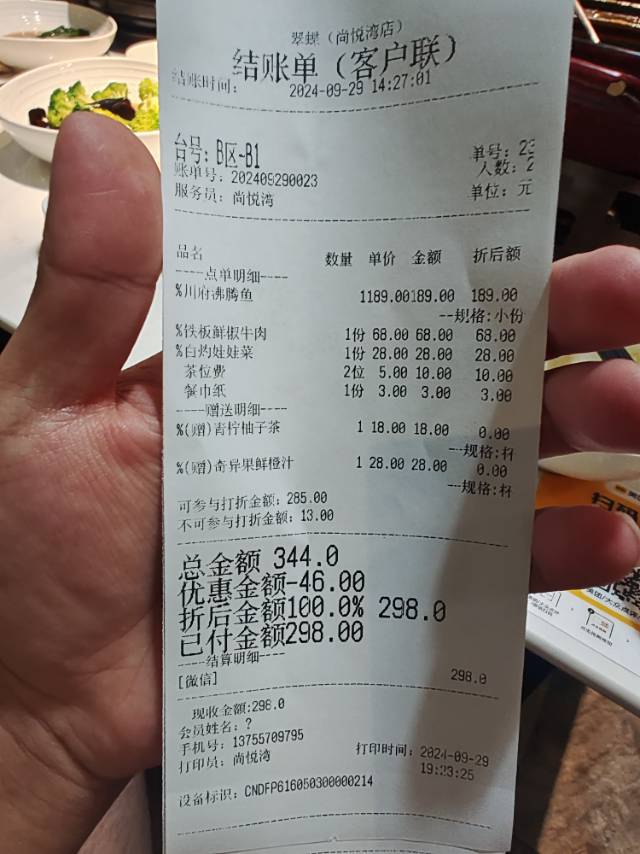 翠蝶（尚悦湾店）
结账单（客户联）
结账时间： 2024-09-29 14:27:01
台号：B区-B1 单号：23
账单号：202409290023 人数：2
服务员：尚悦湾 单位：元
品名 数量 单价 金额 折后额
----点单明细----
%川府沸腾鱼 1189.00189.00 189.00
--规格:小份
%铁板鲜椒牛肉 1份 68.00 68.00 68.00
%白灼娃娃菜 1份 28.00 28.00 28.00
茶位费 2位 5.00 10.00 10.00
餐巾纸 1份 3.00 3.00 3.00
----赠送明细----
%(赠)青柠柚子茶 1 18.00 18.00 0.00
--规格:杯
%(赠)奇异果鲜橙汁 1 28.00 28.00 0.00
--规格:杯
可参与打折金额：285.00
不可参与打折金额：13.00
总金额 344.0
优惠金额-46.00
折后金额100.0% 298.0
已付金额298.00
----结算明细----
[微信] 298.0
现收金额:298.0
会员姓名：?
手机号：13755709795
打印员：尚悦湾 打印时间：2024-09-29
19:23:25
设备标识：CNDFP616050300000214
扫码